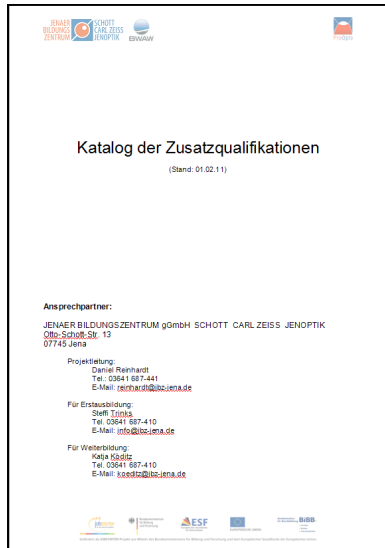 JENAER
BILDUNGS
ZENTRUM
SCHOTT
CARL ZEISS
JENOPTIK
BWAW
ProOpto
Katalog der Zusatzqualifikationen
(Stand: 01.02.11)
Ansprechpartner:
JENAER BILDUNGSZENTRUM gGmbH SCHOTT CARL ZEISS JENOPTIK
Otto-Schott-Str. 13
07745 Jena
Projektleitung:
Daniel Reinhardt
Tel.: 03641 687-441
E-Mail: reinhardt@jbz-jena.de
Für Erstausbildung:
Steffi Trinks
Tel. 03641 687-410
E-Mail: info@jbz-jena.de
Für Weiterbildung:
Katja Köditz
Tel. 03641 687-410
E-Mail: koeditz@jbz-jena.de
ESF
BiBB